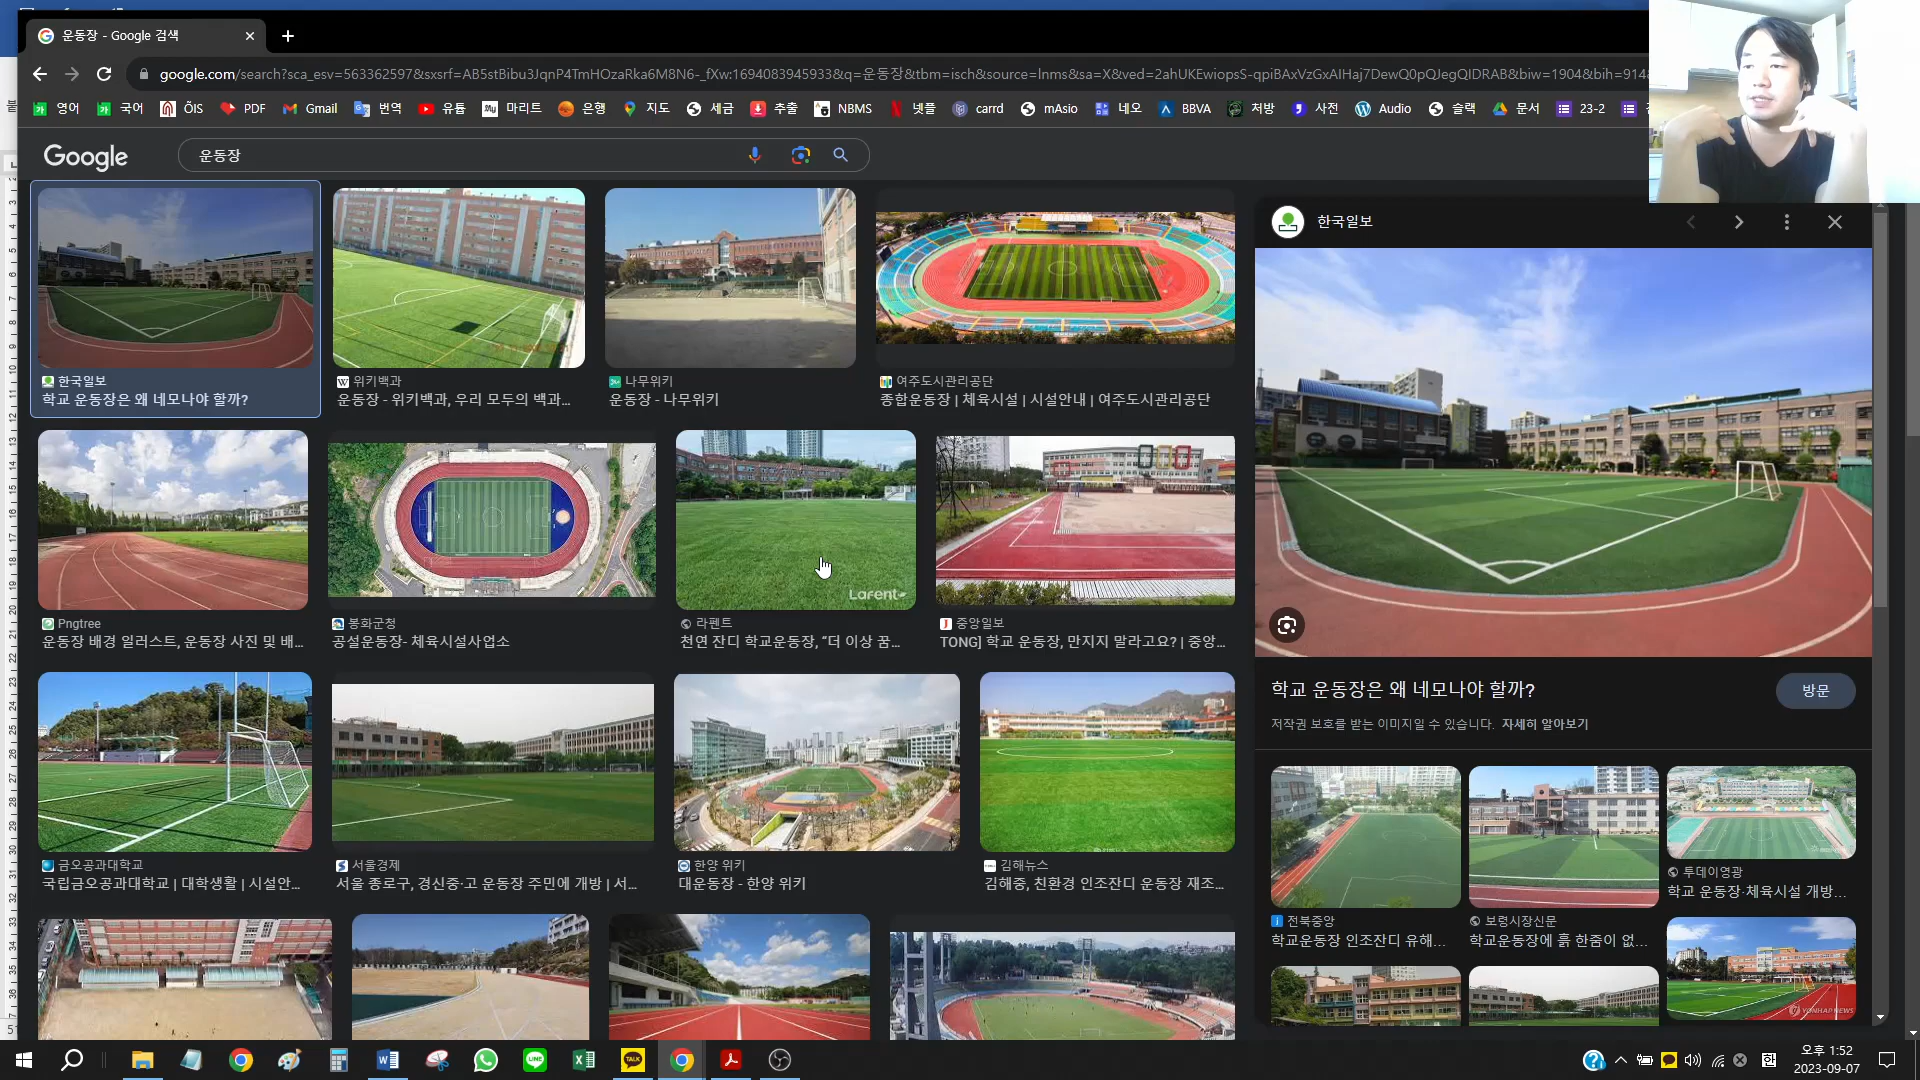 운동장 - Google 검색
google.com/search?sca_esv=563362597&sxsrf=AB5stBibu3JqnP4TmHOzaRka6M8N6-_fXw:1694083945933&q=운동장&tbm=isch&source=lnms&sa=X&ved=2ahUKEwiopsS-qpiBAxVzGxAIHaj7DewQ0pQJegQIDRAB&biw=1904&bih=914
영어 국어 ÕIS PDF Gmail 번역 유튭 마리트 은행 지도 세금 추출 NBMS 넷플 carrd mAsio 네오 BBVA 처방 사전 Audio 슬랙 문서 23-2
Google 운동장
한국일보
한국일보
학교 운동장은 왜 네모나야 할까?
위키백과
운동장 - 위키백과, 우리 모두의 백과...
나무위키
운동장 - 나무위키
여주도시관리공단
종합운동장 | 체육시설 | 시설안내 | 여주도시관리공단
Larent
Pngtree
운동장 배경 일러스트, 운동장 사진 및 배...
봉화군청
공설운동장- 체육시설사업소
라펜트
천연 잔디 학교운동장, “더 이상 꿈...
중앙일보
TONG] 학교 운동장, 만지지 말라고요? | 중앙...
금오공과대학교
국립금오공과대학교 | 대학생활 | 시설안...
서울경제
서울 종로구, 경신중·고 운동장 주민에 개방 | 서...
한양 위키
대운동장 - 한양 위키
김해뉴스
김해중, 친환경 인조잔디 운동장 재조...
학교 운동장은 왜 네모나야 할까?
방문
저작권 보호를 받는 이미지일 수 있습니다. 자세히 알아보기
전북중앙
학교운동장 인조잔디 유해...
보령시장신문
학교운동장에 흙 한줌이 없...
투데이영광
학교 운동장·체육시설 개방...
YONHAP NEWS
TALK
LINE
한
오후 1:52
2023-09-07